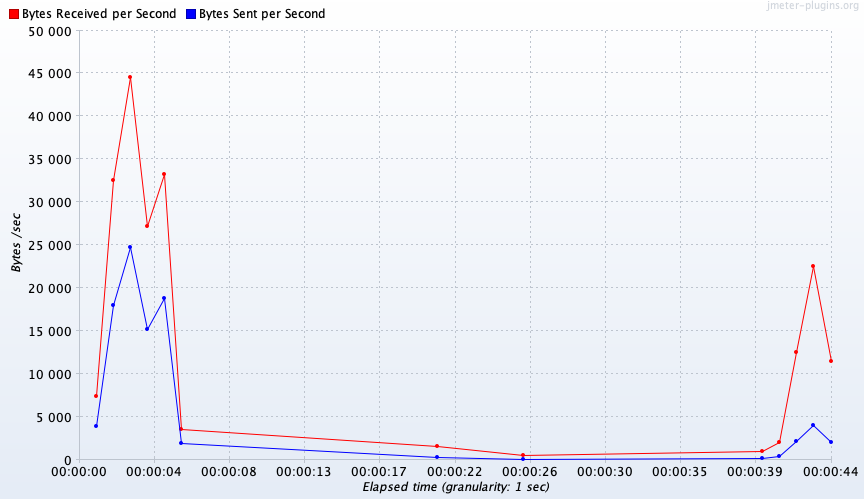 jmeter-plugins.org
Bytes Received per Second Bytes Sent per Second
50 000
45 000
40 000
35 000
30 000
25 000
20 000
15 000
10 000
5 000
0
Bytes /sec
00:00:00 00:00:04 00:00:08 00:00:13 00:00:17 00:00:22 00:00:26 00:00:30 00:00:35 00:00:39 00:00:44
Elapsed time (granularity: 1 sec)